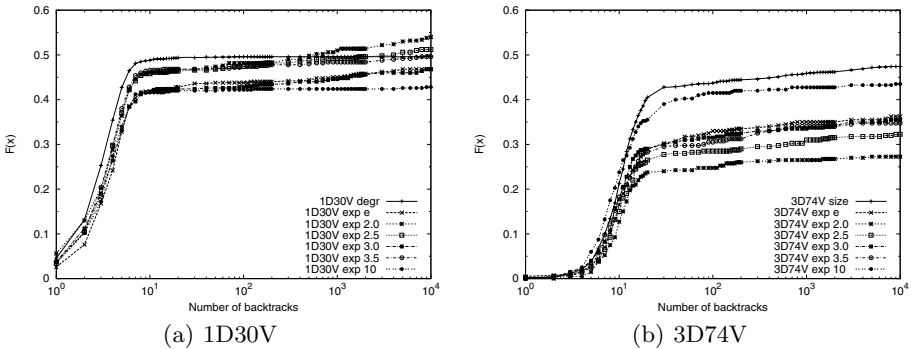 0.6
0.5
0.4
0.3
0.2
0.1
0
F(x)
10^0 10^1 10^2 10^3 10^4
Number of backtracks
1D30V degr
1D30V exp e
1D30V exp 2.0
1D30V exp 2.5
1D30V exp 3.0
1D30V exp 3.5
1D30V exp 10
(a) 1D30V
0.6
0.5
0.4
0.3
0.2
0.1
0
F(x)
10^0 10^1 10^2 10^3 10^4
Number of backtracks
3D74V size
3D74V exp e
3D74V exp 2.0
3D74V exp 2.5
3D74V exp 3.0
3D74V exp 3.5
3D74V exp 10
(b) 3D74V